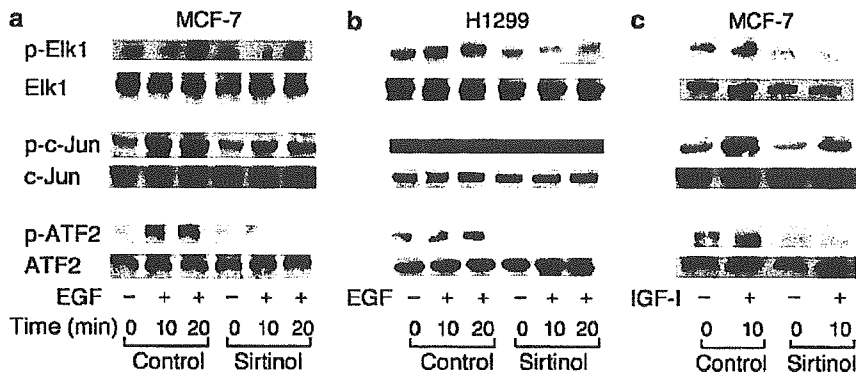 a MCF-7 b H1299 c MCF-7
p-Elk1
Elk1
p-c-Jun
c-Jun
p-ATF2
ATF2
EGF − + + − + + EGF − + + − + + IGF-I − + − +
Time (min) 0 10 20 0 10 20 0 10 20 0 10 20 0 10 0 10
Control Sirtinol Control Sirtinol Control Sirtinol